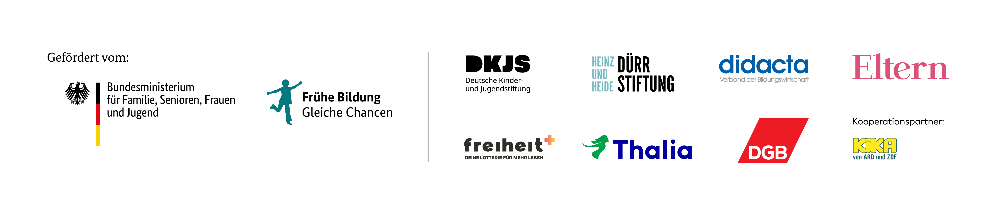 Gefördert vom:
Bundesministerium
für Familie, Senioren, Frauen
und Jugend
Frühe Bildung
Gleiche Chancen
DKJS
Deutsche Kinder-
und Jugendstiftung
HEINZ
UND
HEIDE
DÜRR
STIFTUNG
didacta
Verband der Bildungswirtschaft
Eltern
freiheit+
DEINE LOTTERIE FÜR MEHR LEBEN
Thalia
DGB
Kooperationspartner:
KiKA
von ARD und ZDF